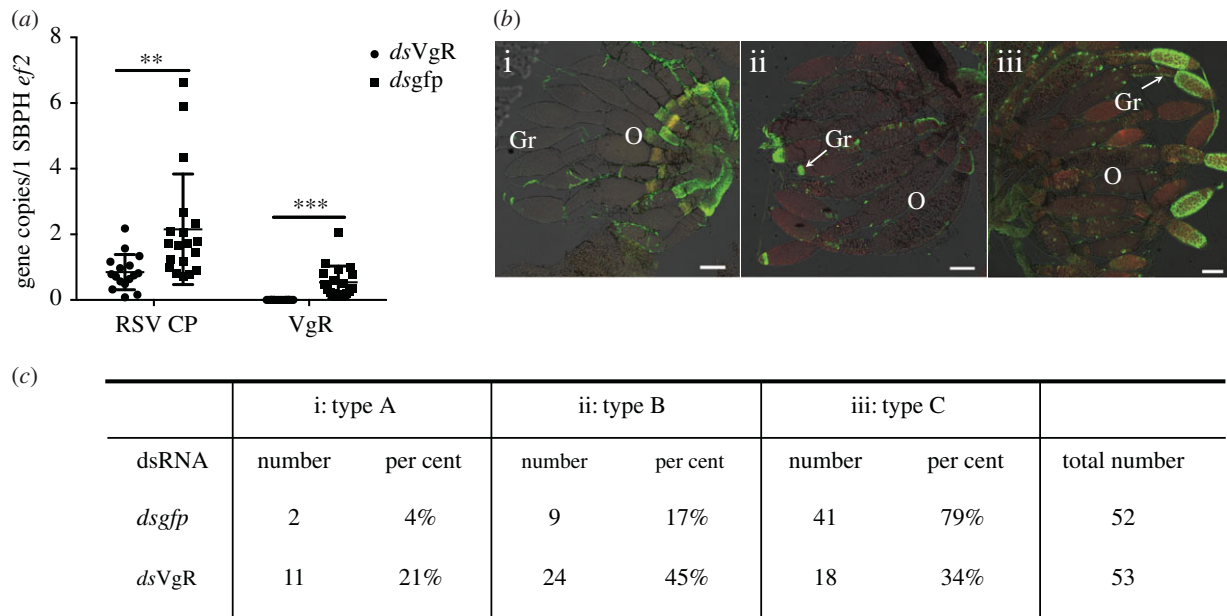 (a)
8
6
4
2
0
gene copies/1 SBPH ef2
**
***
RSV CP
VgR
dsVgR
dsgfp
(b)
i
Gr
O
ii
Gr
O
iii
Gr
O
(c)
i: type A ii: type B iii: type C
dsRNA number per cent number per cent number per cent total number
dsgfp 2 4% 9 17% 41 79% 52
dsVgR 11 21% 24 45% 18 34% 53